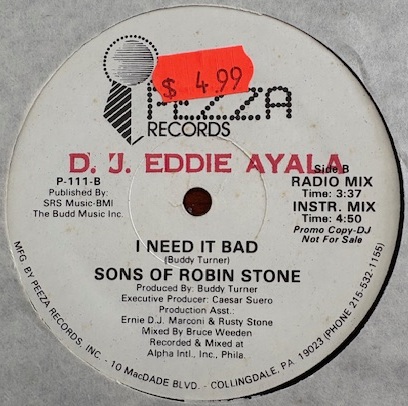 $ 4.99
PEEZZA
RECORDS
D. J. EDDIE AYALA
P-111-B
Published By:
SRS Music-BMI
The Budd Music Inc.
Side B
RADIO MIX
Time: 3:37
INSTR. MIX
Time: 4:50
Promo Copy-DJ
Not For Sale
I NEED IT BAD
(Buddy Turner)
SONS OF ROBIN STONE
Produced By: Buddy Turner
Executive Producer: Caesar Suero
Production Asst.:
Ernie D.J. Marconi & Rusty Stone
Mixed By Bruce Weeden
Recorded & Mixed at
Alpha Intl., Inc., Phila.
MFG. BY PEEZA RECORDS, INC. - 10 MacDADE BLVD. - COLLINGDALE, PA 19023 (PHONE 215-532-1155)